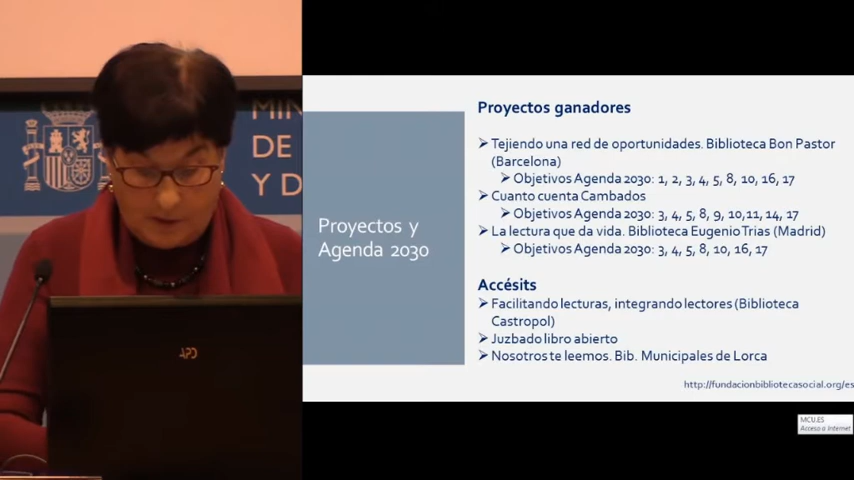 MIN
DE
Y D
APD
Proyectos y
Agenda 2030
Proyectos ganadores
Tejiendo una red de oportunidades. Biblioteca Bon Pastor
(Barcelona)
Objetivos Agenda 2030: 1, 2, 3, 4, 5, 8, 10, 16, 17
Cuanto cuenta Cambados
Objetivos Agenda 2030: 3, 4, 5, 8, 9, 10,11, 14, 17
La lectura que da vida. Biblioteca Eugenio Trias (Madrid)
Objetivos Agenda 2030: 3, 4, 5, 8, 10, 16, 17
Accésits
Facilitando lecturas, integrando lectores (Biblioteca
Castropol)
Juzbado libro abierto
Nosotros te leemos. Bib. Municipales de Lorca
http://fundacionbibliotecasocial.org/es
MCU.ES
Acceso a Internet